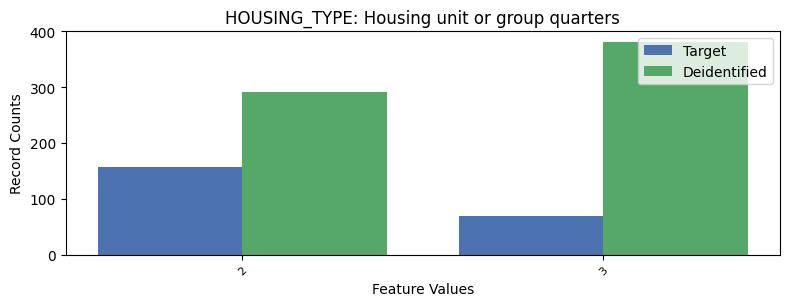 HOUSING_TYPE: Housing unit or group quarters
Target
Deidentified
Record Counts
400
300
200
100
0
2
3
Feature Values